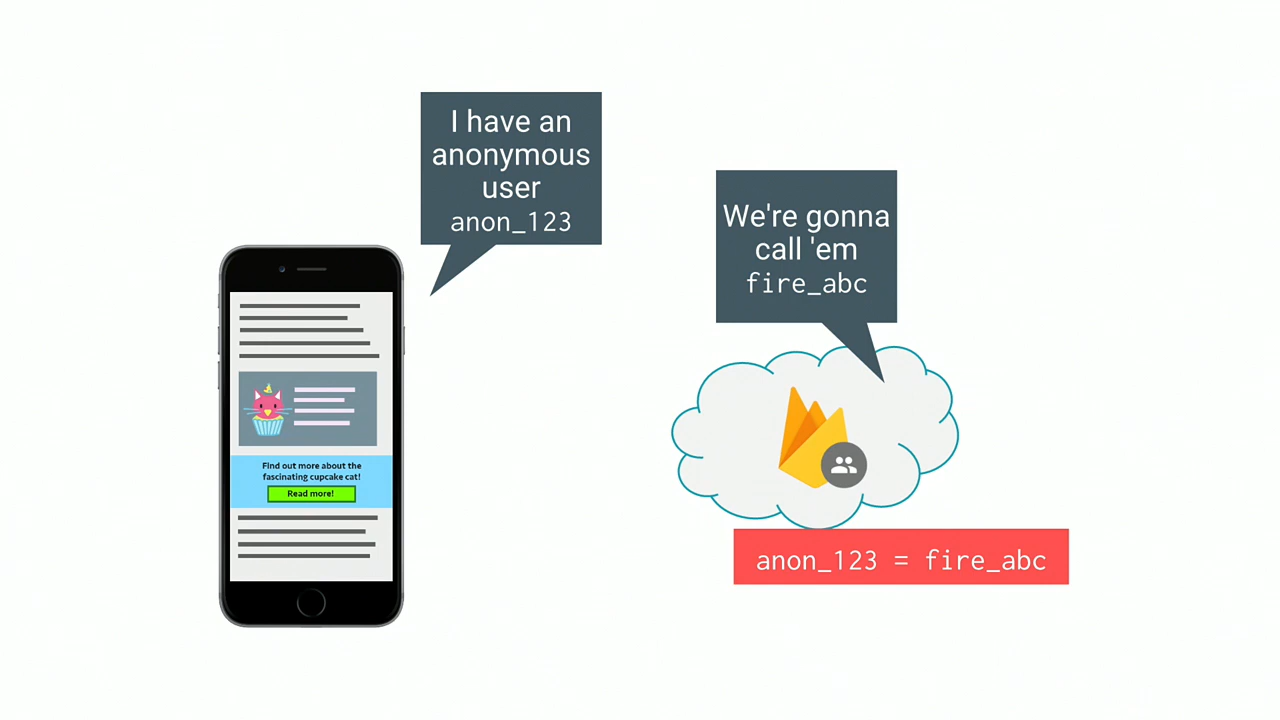 I have an
anonymous
user
anon_123
We're gonna
call 'em
fire_abc
Find out more about the
fascinating cupcake cat!
Read more!
anon_123 = fire_abc